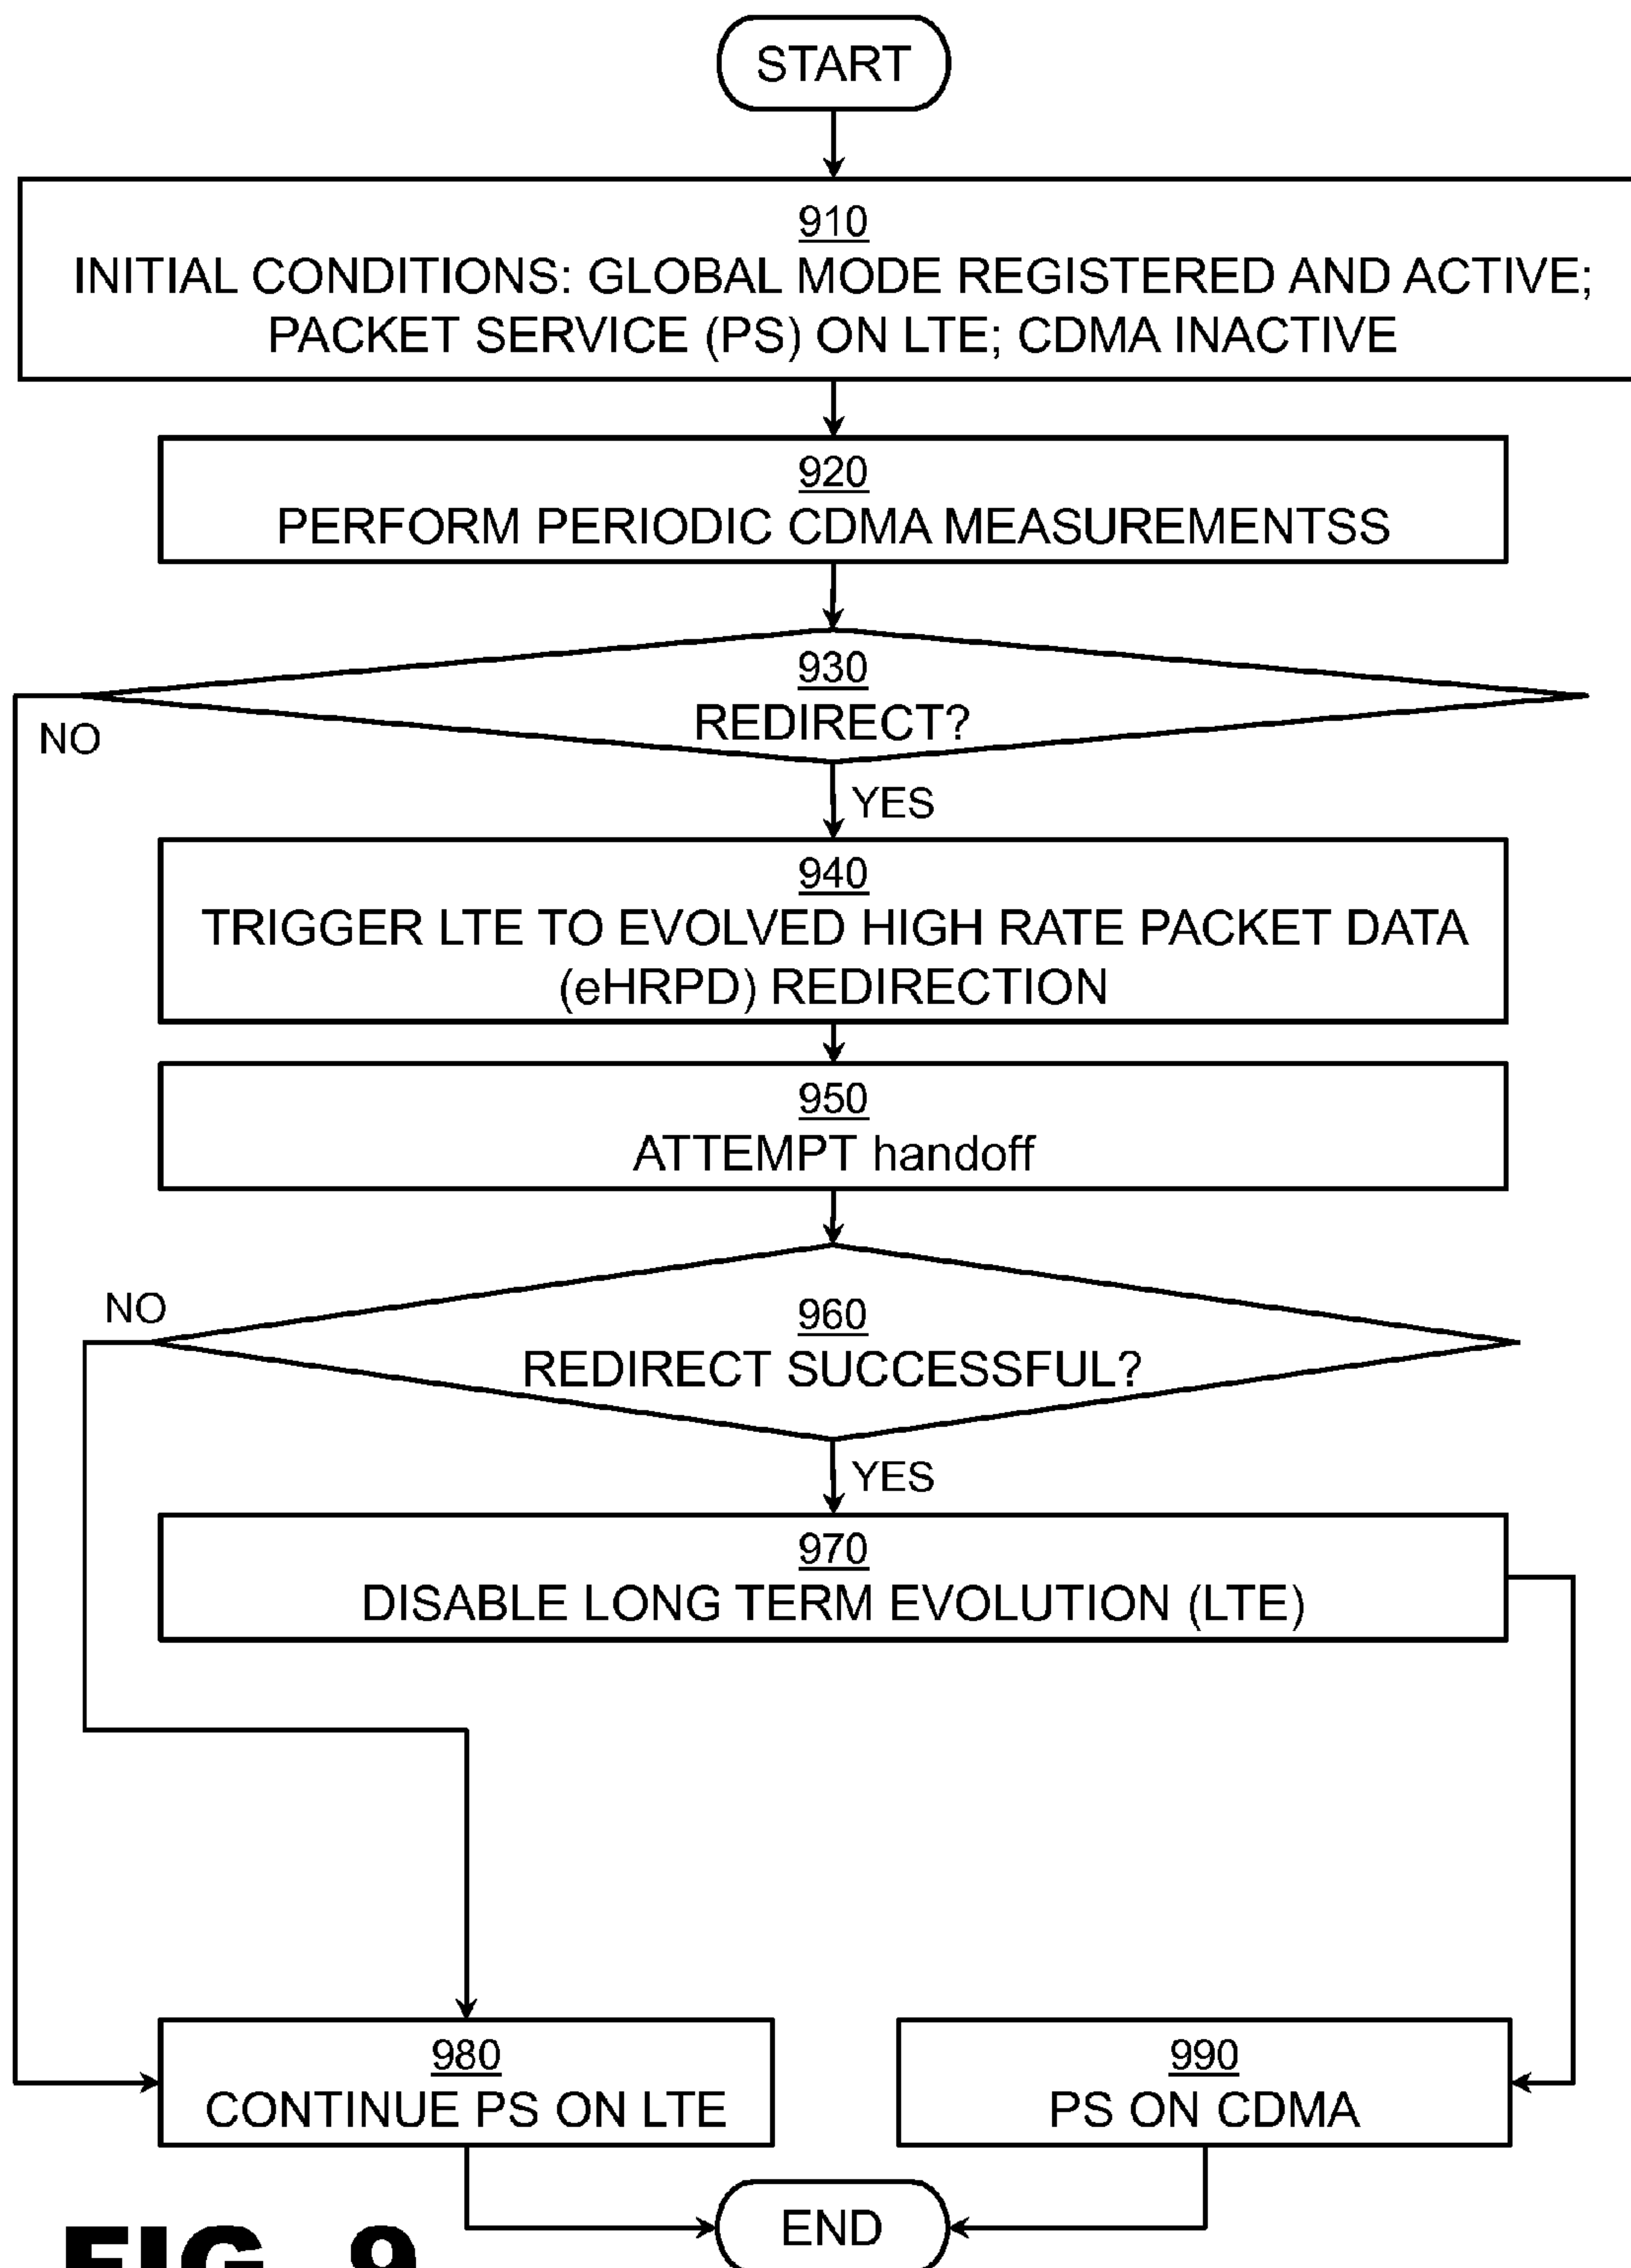 START
910
INITIAL CONDITIONS: GLOBAL MODE REGISTERED AND ACTIVE;
PACKET SERVICE (PS) ON LTE; CDMA INACTIVE
920
PERFORM PERIODIC CDMA MEASUREMENTSS
930
REDIRECT?
NO
YES
940
TRIGGER LTE TO EVOLVED HIGH RATE PACKET DATA
(eHRPD) REDIRECTION
950
ATTEMPT handoff
NO
960
REDIRECT SUCCESSFUL?
YES
970
DISABLE LONG TERM EVOLUTION (LTE)
980
CONTINUE PS ON LTE
990
PS ON CDMA
END
FIG. 9